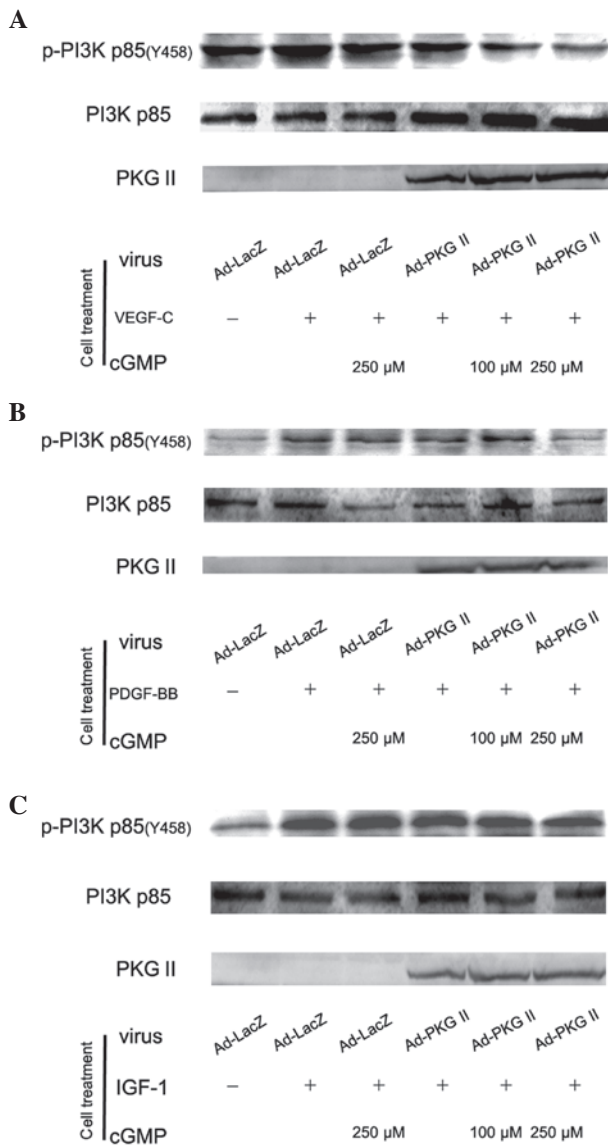 A
p-PI3K p85(Y458)
PI3K p85
PKG II
virus Ad-LacZ Ad-LacZ Ad-LacZ Ad-PKG II Ad-PKG II Ad-PKG II
Cell treatment
VEGF-C − + + + + +
cGMP 250 µM 100 µM 250 µM
B
p-PI3K p85(Y458)
PI3K p85
PKG II
virus Ad-LacZ Ad-LacZ Ad-LacZ Ad-PKG II Ad-PKG II Ad-PKG II
Cell treatment
PDGF-BB − + + + + +
cGMP 250 µM 100 µM 250 µM
C
p-PI3K p85(Y458)
PI3K p85
PKG II
virus Ad-LacZ Ad-LacZ Ad-LacZ Ad-PKG II Ad-PKG II Ad-PKG II
Cell treatment
IGF-1 − + + + + +
cGMP 250 µM 100 µM 250 µM